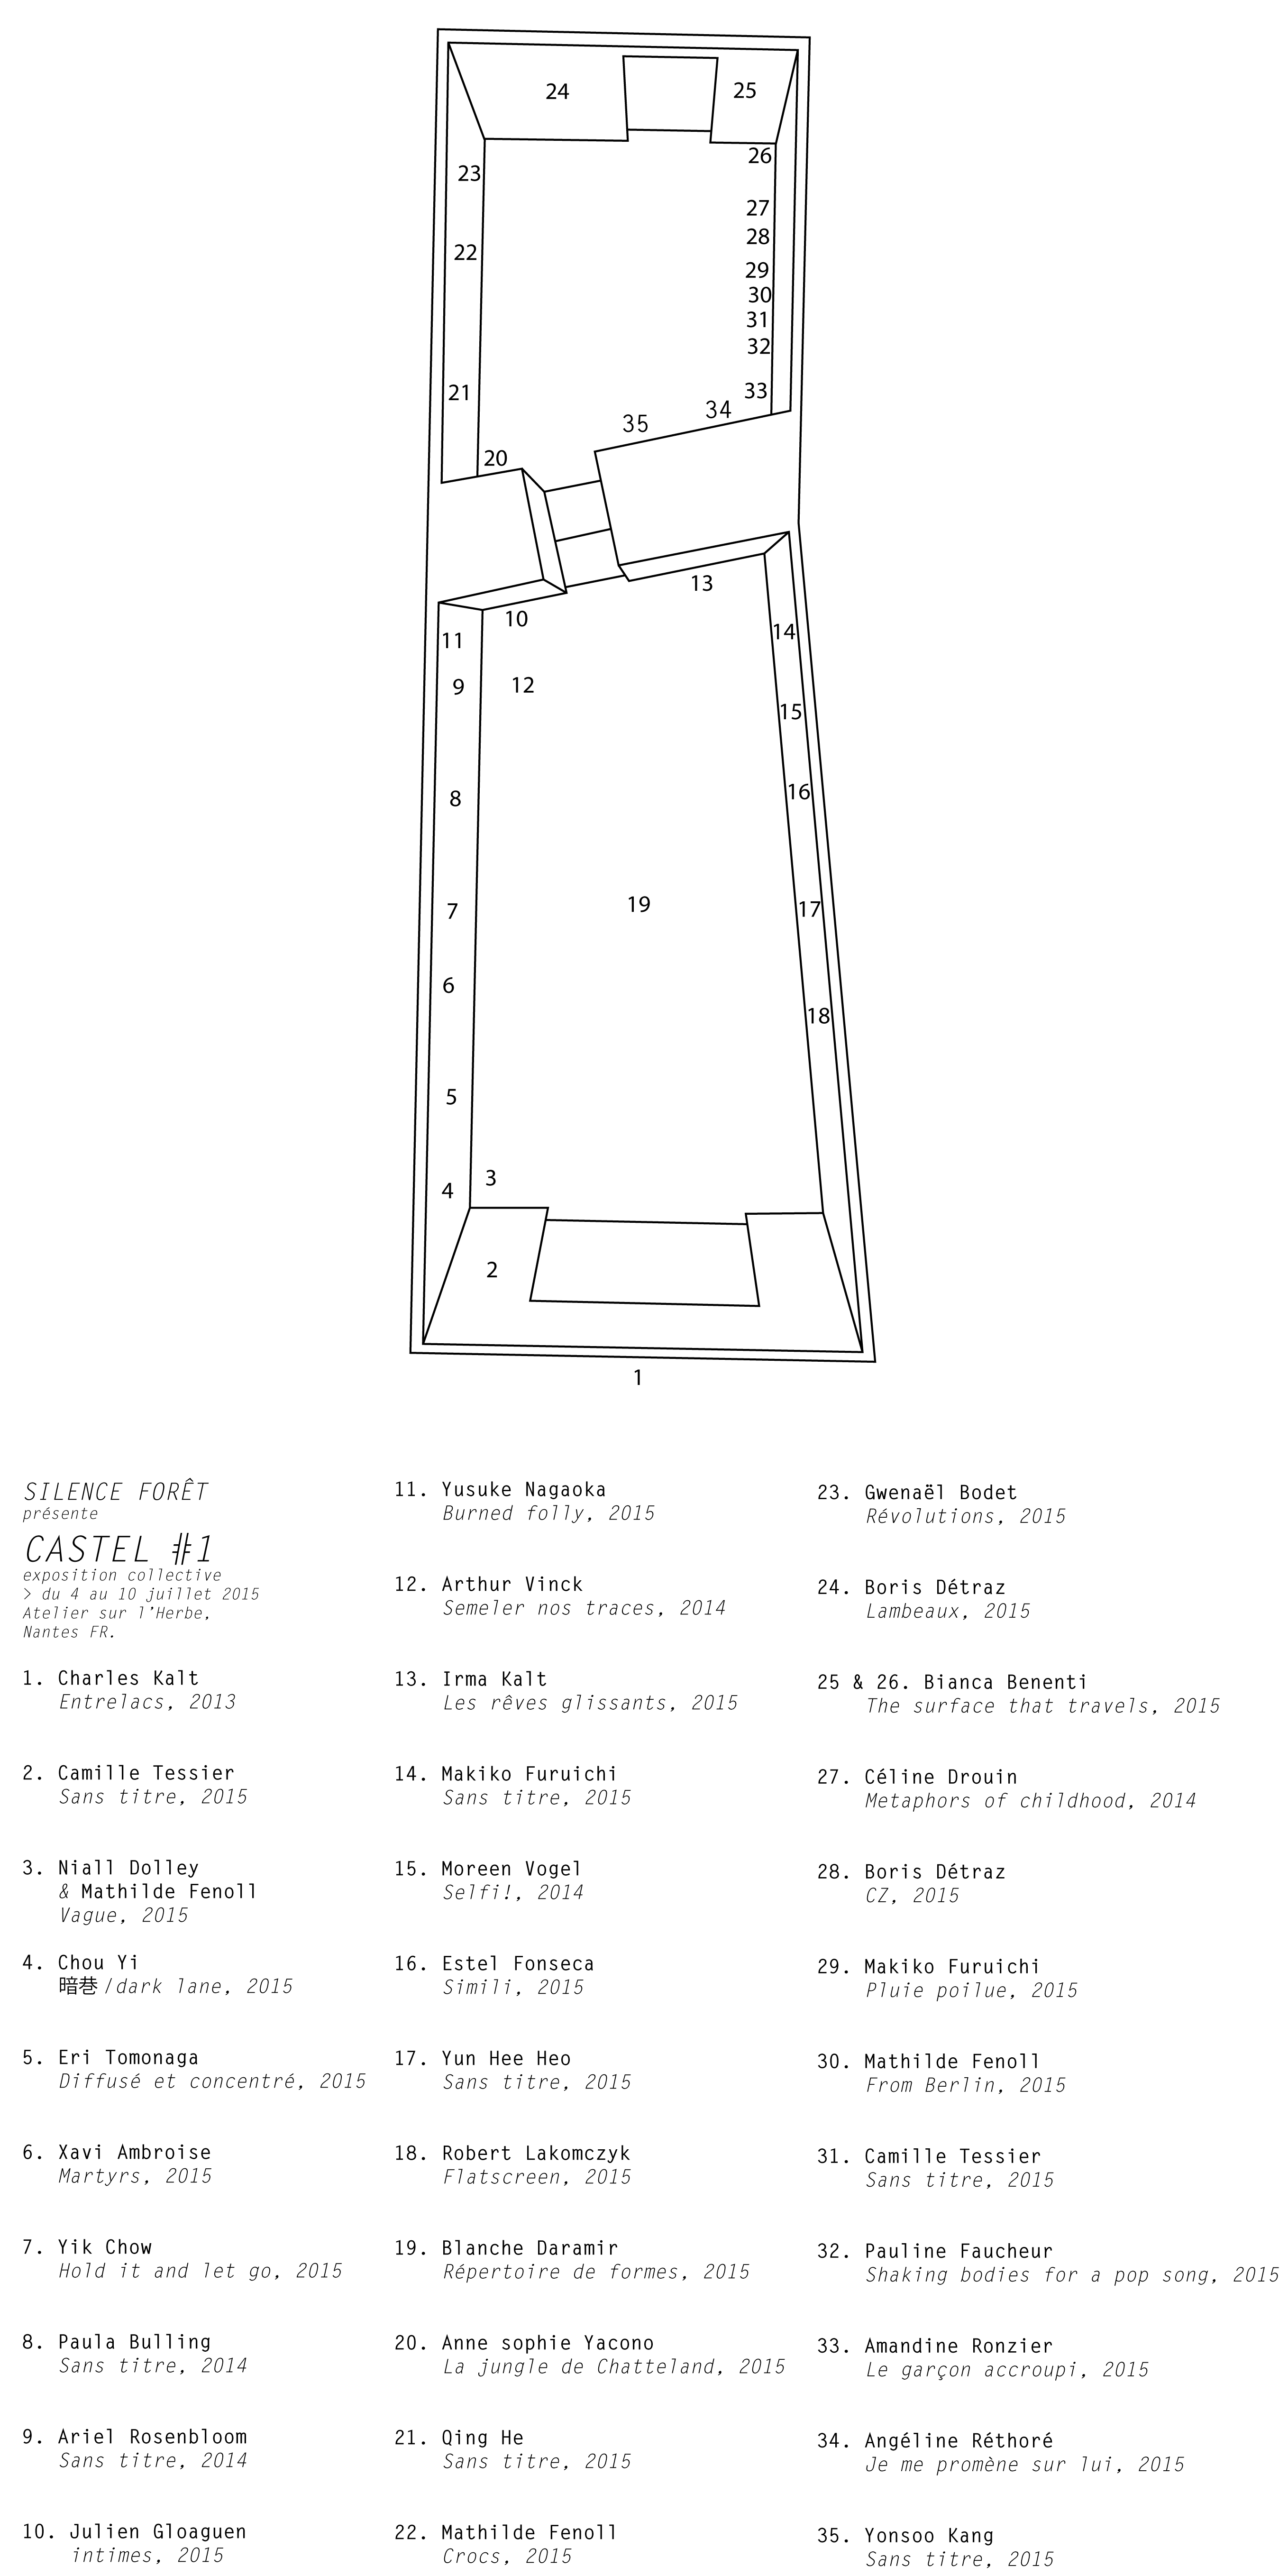 24
25
26
23
27
28
22
29
30
31
32
21
33
34
35
20
13
10
14
11
9
12
15
16
8
19
17
7
6
18
5
3
4
2
1
SILENCE FORÊT
présente
CASTEL #1
exposition collective
> du 4 au 10 juillet 2015
Atelier sur l'Herbe,
Nantes FR.
1. Charles Kalt
Entrelacs, 2013
2. Camille Tessier
Sans titre, 2015
3. Niall Dolley
& Mathilde Fenoll
Vague, 2015
4. Chou Yi
暗巷 /dark lane, 2015
5. Eri Tomonaga
Diffusé et concentré, 2015
6. Xavi Ambroise
Martyrs, 2015
7. Yik Chow
Hold it and let go, 2015
8. Paula Bulling
Sans titre, 2014
9. Ariel Rosenbloom
Sans titre, 2014
10. Julien Gloaguen
intimes, 2015
11. Yusuke Nagaoka
Burned folly, 2015
12. Arthur Vinck
Semeler nos traces, 2014
13. Irma Kalt
Les rêves glissants, 2015
14. Makiko Furuichi
Sans titre, 2015
15. Moreen Vogel
Selfi!, 2014
16. Estel Fonseca
Simili, 2015
17. Yun Hee Heo
Sans titre, 2015
18. Robert Lakomczyk
Flatscreen, 2015
19. Blanche Daramir
Répertoire de formes, 2015
20. Anne sophie Yacono
La jungle de Chatteland, 2015
21. Qing He
Sans titre, 2015
22. Mathilde Fenoll
Crocs, 2015
23. Gwenaël Bodet
Révolutions, 2015
24. Boris Détraz
Lambeaux, 2015
25 & 26. Bianca Benenti
The surface that travels, 2015
27. Céline Drouin
Metaphors of childhood, 2014
28. Boris Détraz
CZ, 2015
29. Makiko Furuichi
Pluie poilue, 2015
30. Mathilde Fenoll
From Berlin, 2015
31. Camille Tessier
Sans titre, 2015
32. Pauline Faucheur
Shaking bodies for a pop song, 2015
33. Amandine Ronzier
Le garçon accroupi, 2015
34. Angéline Réthoré
Je me promène sur lui, 2015
35. Yonsoo Kang
Sans titre, 2015